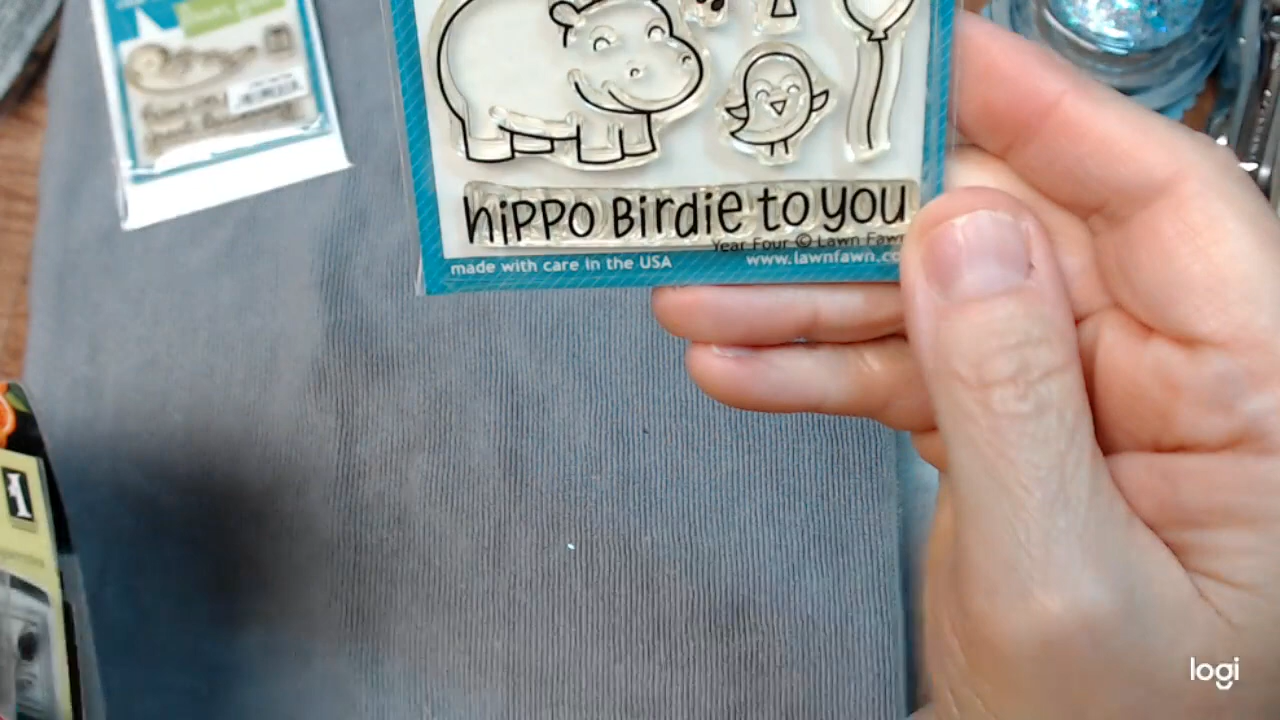 hippo Birdie to you
Year Four © Lawn Fawn
made with care in the USA
www.lawnfawn.co
logi